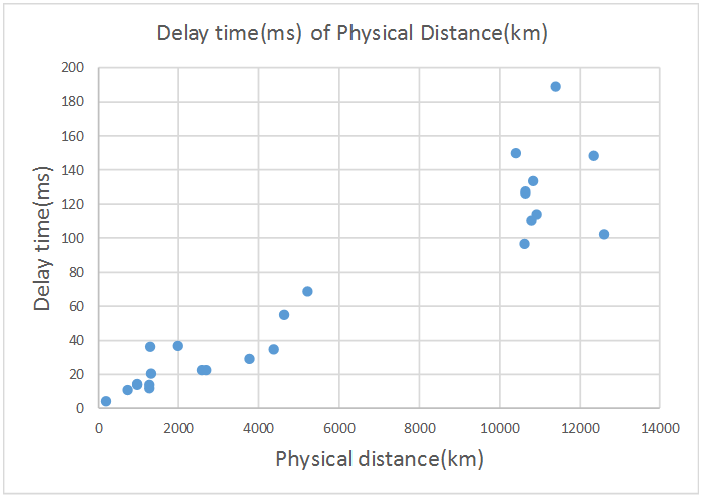 Delay time(ms) of Physical Distance(km)
200
180
160
140
120
100
80
60
40
20
0
Delay time(ms)
0 2000 4000 6000 8000 10000 12000 14000
Physical distance(km)